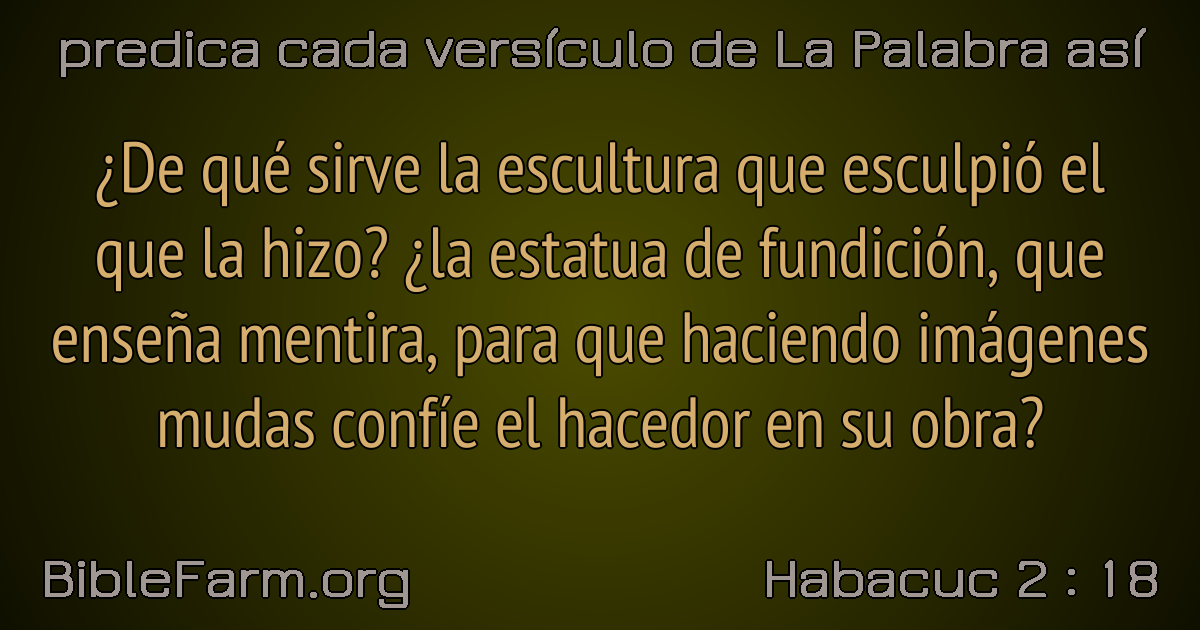 predica cada versículo de La Palabra así
¿De qué sirve la escultura que esculpió el
que la hizo? ¿la estatua de fundición, que
enseña mentira, para que haciendo imágenes
mudas confíe el hacedor en su obra?
BibleFarm.org
Habacuc 2 : 18